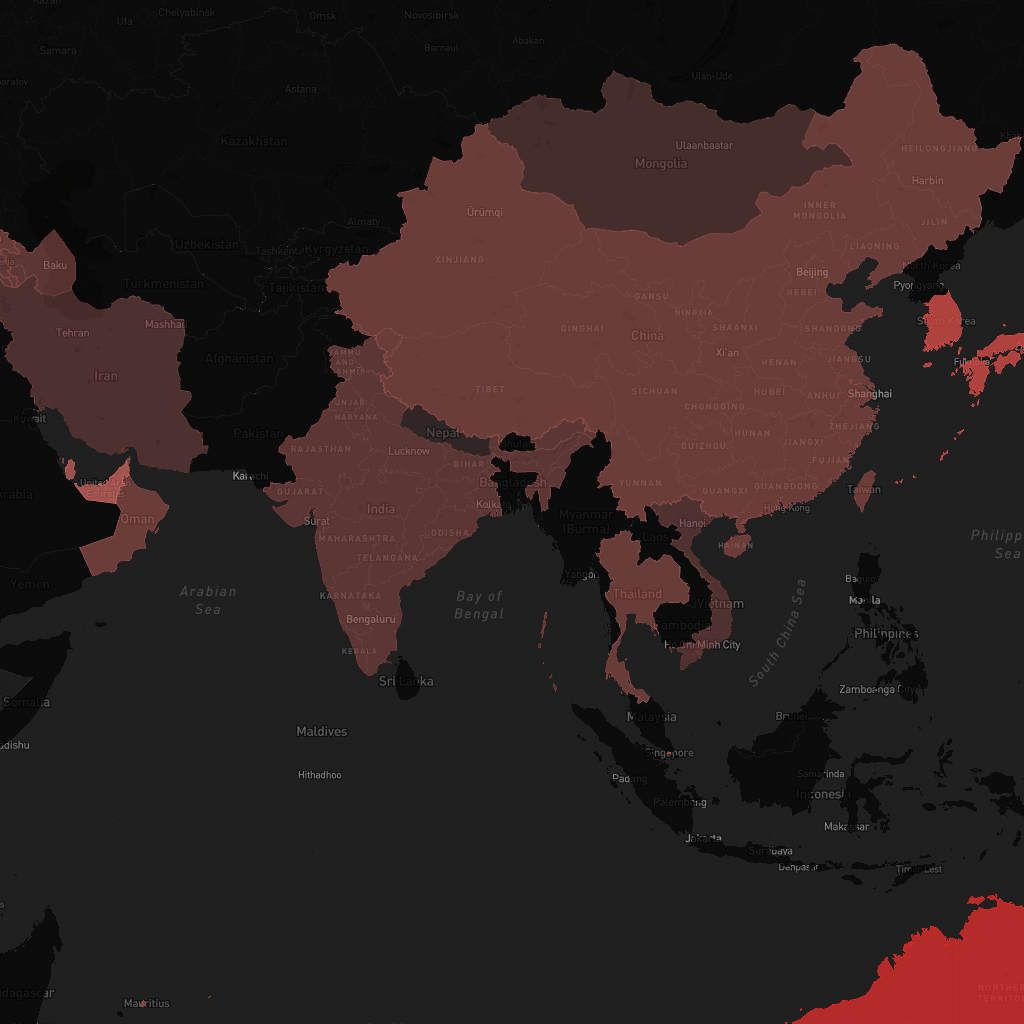 Kazan
Ufa
Chelyabinsk
Omsk
Novosibirsk
Samara
Barnaul
Abakan
Ulan-Ude
Astana
Kazakhstan
Ulaanbaatar
Mongolia
HEILONGJIANG
Harbin
Ürümqi
INNER
MONGOLIA
JILIN
Almaty
Uzbekistan
Tashkent
Kyrgyzstan
LIAONING
XINJIANG
Baku
Beijing
North Korea
Turkmenistan
Tajikistan
Pyongyang
HEBEI
GANSU
NINGXIA
South Korea
Tehran
Mashhad
QINGHAI
China
SHAANXI
SHANDONG
Afghanistan
JAMMU
AND
KASHMIR
Xi'an
HENAN
JIANGSU
Iran
TIBET
SICHUAN
HUBEI
ANHUI
Shanghai
PUNJAB
CHONGQING
Kuwait
HARYANA
Nepal
Pakistan
HUNAN
ZHEJIANG
RAJASTHAN
Lucknow
Bhutan
GUIZHOU
JIANGXI
BIHAR
FUJIAN
Karachi
United Arab
Emirates
Bangladesh
YUNNAN
GUANGXI
GUANGDONG
Taiwan
GUJARAT
Kolkata
India
Hong Kong
Oman
Surat
Myanmar
(Burma)
Hanoi
ODISHA
MAHARASHTRA
Laos
HAINAN
Philipp
Sea
TELANGANA
Yemen
Yangon
Baguio
Arabian
Sea
KARNATAKA
Bay of
Bengal
Thailand
Vietnam
Manila
Bengaluru
Cambodia
South China Sea
Philippines
Ho Chi Minh City
KERALA
Sri Lanka
Zamboanga City
Somalia
Malaysia
Brunei
Maldives
Singapore
Hithadhoo
Padang
Samarinda
Palembang
Indonesia
Makassar
Jakarta
Surabaya
Denpasar
Timor-Lest
adagascar
Mauritius
NORTHER
TERRITO